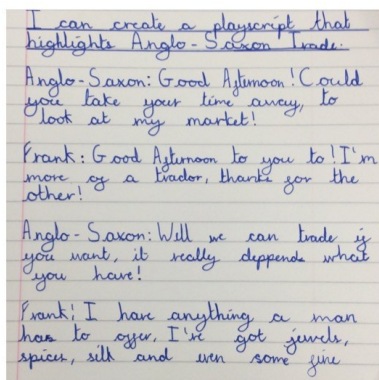 I can create a playscript that
highlights Anglo-Saxon Trade.
Anglo-Saxon: Good Afternoon! Could
you take your time away, to
look at my market!
Frank: Good Afternoon to you to! I'm
more of a trador, thanks for the
other!
Anglo-Saxon: Well we can trade if
you want, it really deppends what
you have!
Frank: I have anything a man
has to offer, I've got jewels,
spices, silk and even some fine